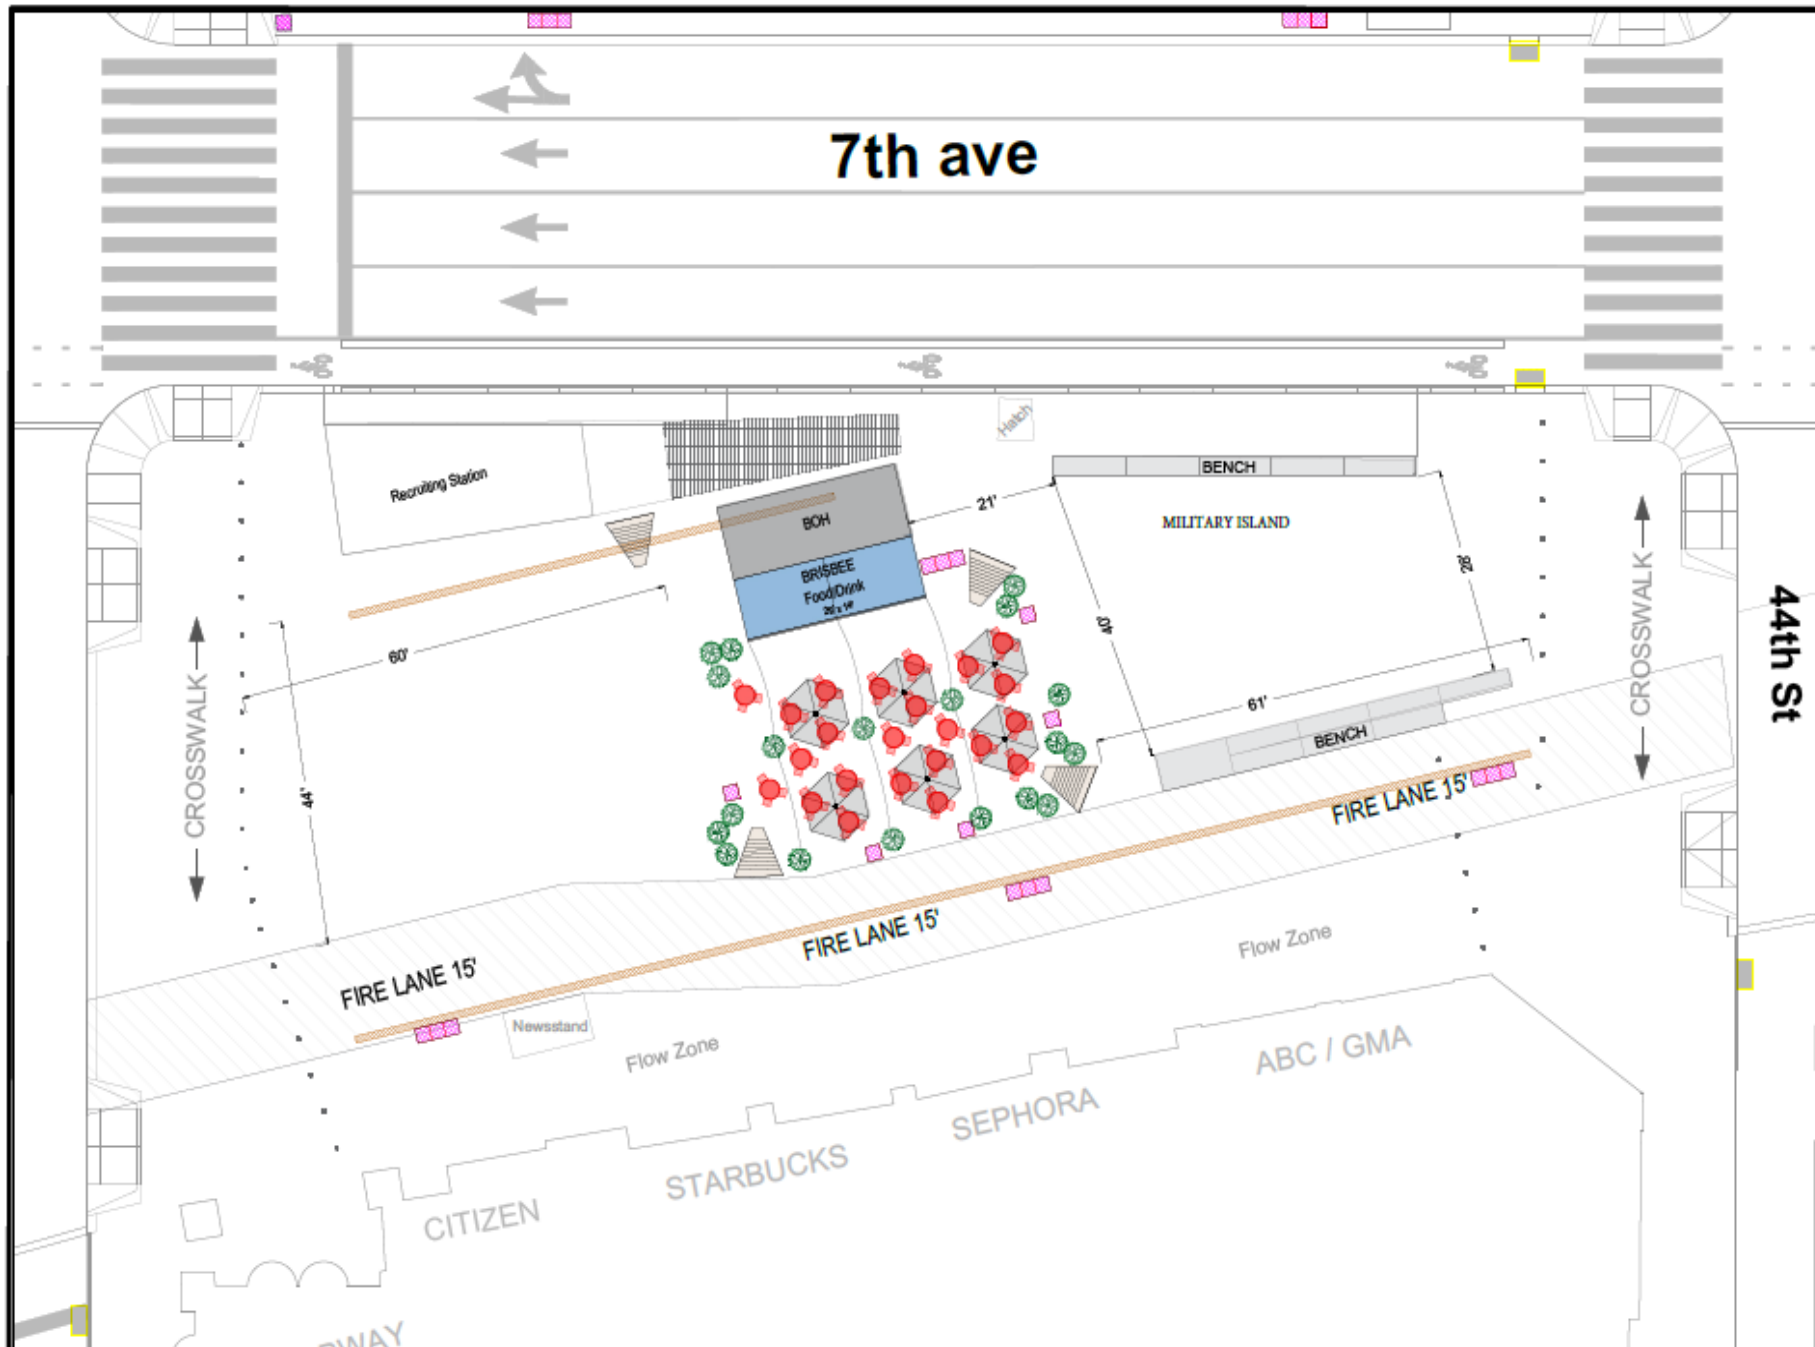 7th ave
Hatch
Recruiting Station
BENCH
21'
BOH
MILITARY ISLAND
BRISBEE
Food/Drink
28'
40'
60'
61'
44'
CROSSWALK
CROSSWALK
44th St
BENCH
FIRE LANE 15'
FIRE LANE 15'
FIRE LANE 15'
Flow Zone
Newsstand
Flow Zone
ABC / GMA
SEPHORA
STARBUCKS
CITIZEN